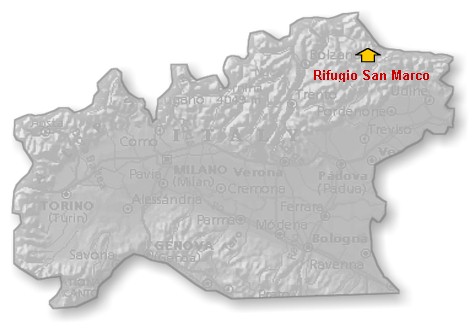 Bolzano
Rifugio San Marco
Trento
Udine
Pordenone
Treviso
Como
ITALY
MILANO
(Milan)
Verona
Padova
(Padua)
Pavia
Cremona
TORINO
(Turin)
Alessandria
Parma
Ferrara
Modena
Bologna
GENOVA
(Genoa)
Savona
Ravenna